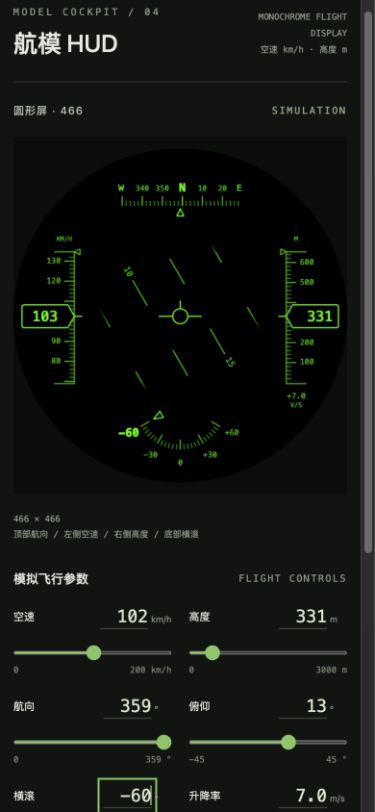 MODEL COCKPIT / 04
航模 HUD
MONOCHROME FLIGHT
DISPLAY
空速 km/h · 高度 m
圆形屏 · 466
SIMULATION
W 340 350 N 10 20 E
KM/H
M
130
120
103
90
80
10
15
600
500
331
200
100
+7.0
V/S
-60
-30
0
+30
+60
466 × 466
顶部航向 / 左侧空速 / 右侧高度 / 底部横滚
模拟飞行参数
FLIGHT CONTROLS
空速 102 km/h
0 200 km/h
高度 331 m
0 3000 m
航向 359 °
0 359 °
俯仰 13 °
-45 45 °
横滚 -60 °
升降率 7.0 m/s